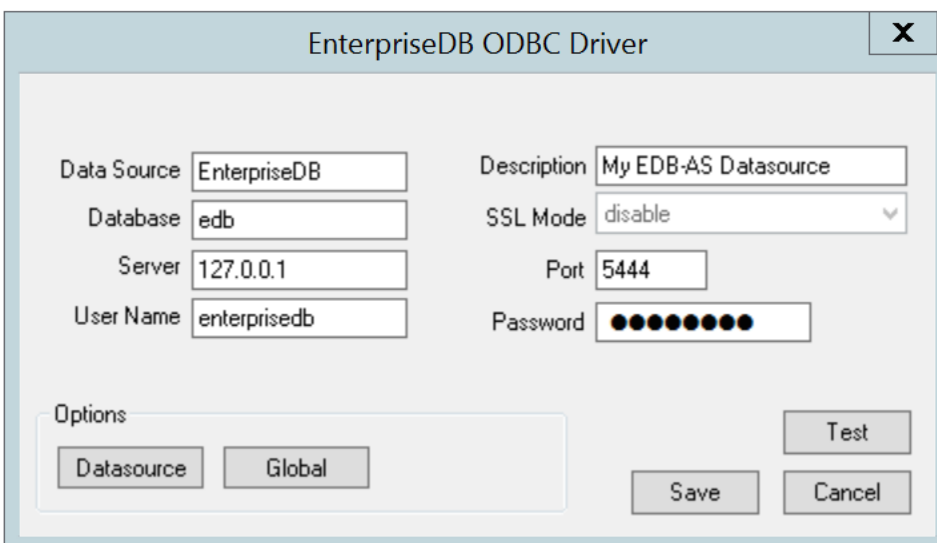 EnterpriseDB ODBC Driver
X
Data Source EnterpriseDB
Description My EDB-AS Datasource
Database edb
SSL Mode disable
Server 127.0.0.1
Port 5444
User Name enterprisedb
Password ●●●●●●●●
Options
Datasource Global
Test
Save Cancel